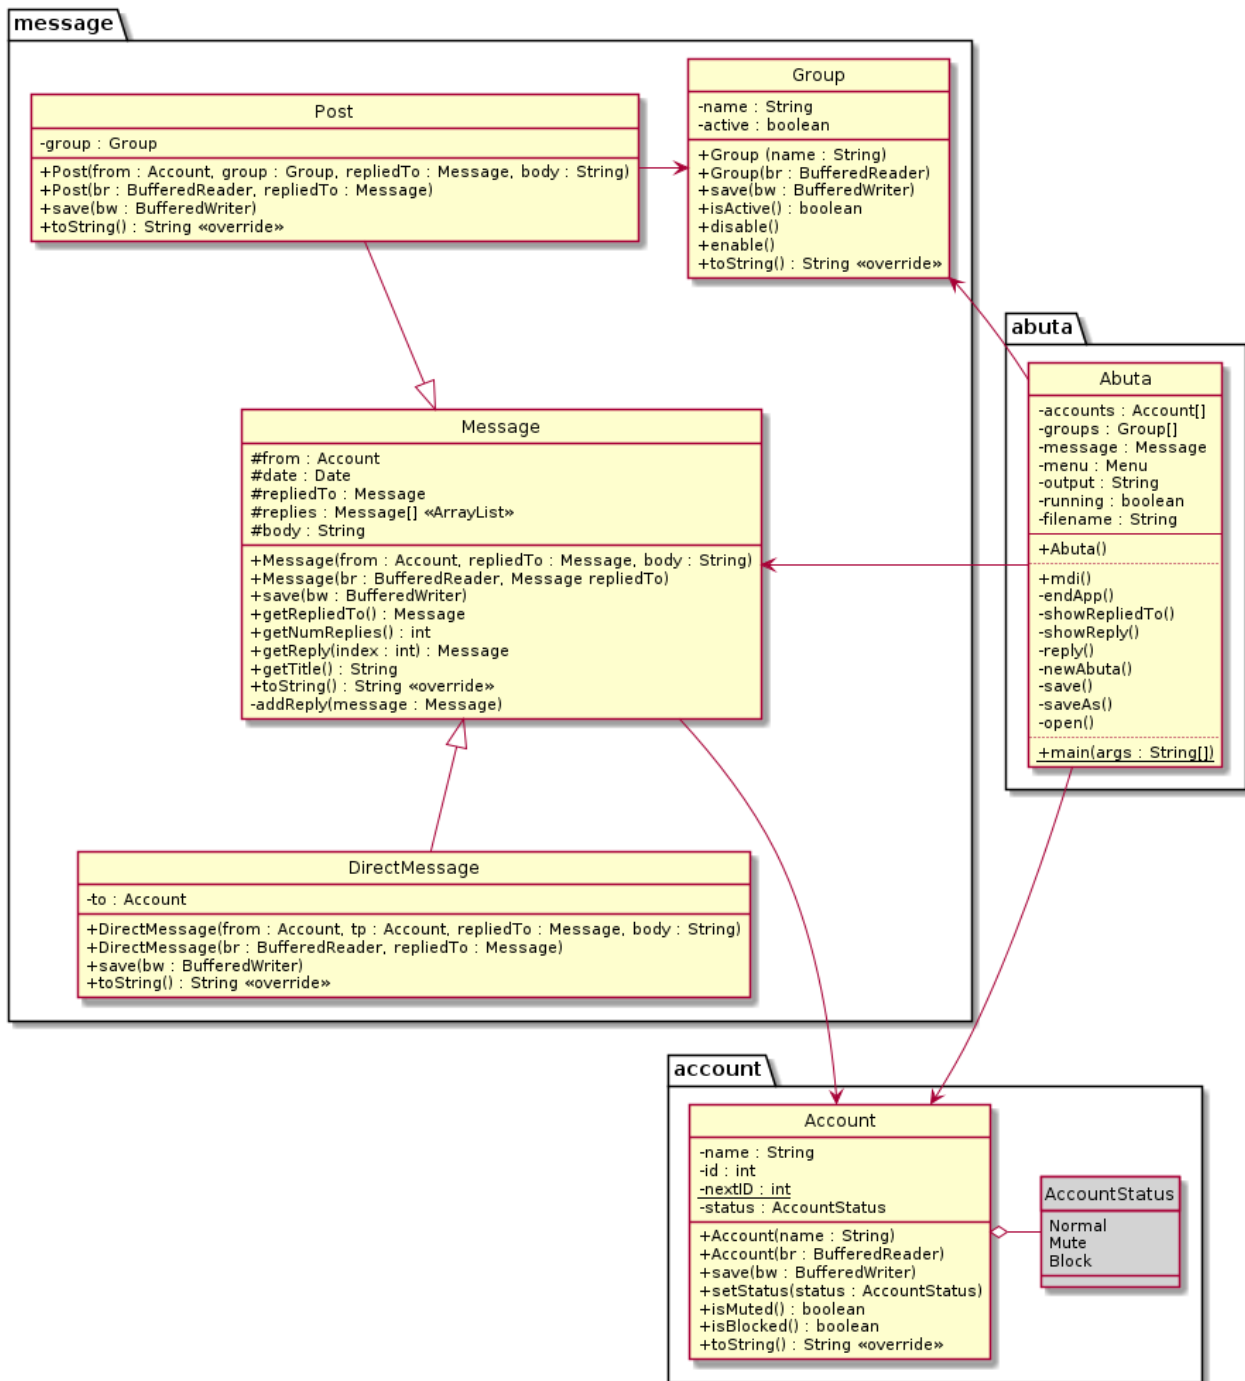 message
Post
-group : Group
+Post(from : Account, group : Group, repliedTo : Message, body : String)
+Post(br : BufferedReader, repliedTo : Message)
+save(bw : BufferedWriter)
+toString() : String «override»
Group
-name : String
-active : boolean
+Group (name : String)
+Group(br : BufferedReader)
+save(bw : BufferedWriter)
+isActive() : boolean
+disable()
+enable()
+toString() : String «override»
Message
#from : Account
#date : Date
#repliedTo : Message
#replies : Message[] «ArrayList»
#body : String
+Message(from : Account, repliedTo : Message, body : String)
+Message(br : BufferedReader, Message repliedTo)
+save(bw : BufferedWriter)
+getRepliedTo() : Message
+getNumReplies() : int
+getReply(index : int) : Message
+getTitle() : String
+toString() : String «override»
-addReply(message : Message)
DirectMessage
-to : Account
+DirectMessage(from : Account, tp : Account, repliedTo : Message, body : String)
+DirectMessage(br : BufferedReader, repliedTo : Message)
+save(bw : BufferedWriter)
+toString() : String «override»
abuta
Abuta
-accounts : Account[]
-groups : Group[]
-message : Message
-menu : Menu
-output : String
-running : boolean
-filename : String
+Abuta()
+mdi()
-endApp()
-showRepliedTo()
-showReply()
-reply()
-newAbuta()
-save()
-saveAs()
-open()
+main(args : String[])
account
Account
-name : String
-id : int
-nextID : int
-status : AccountStatus
+Account(name : String)
+Account(br : BufferedReader)
+save(bw : BufferedWriter)
+setStatus(status : AccountStatus)
+isMuted() : boolean
+isBlocked() : boolean
+toString() : String «override»
AccountStatus
Normal
Mute
Block